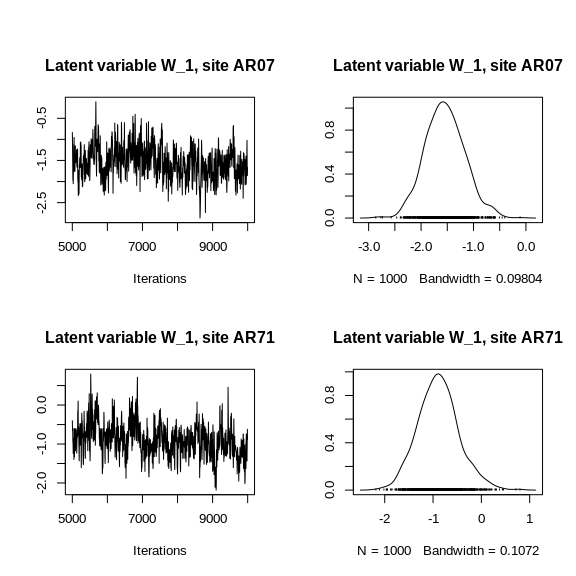 Latent variable W_1, site AR07
-0.5
-1.5
-2.5
5000 7000 9000
Iterations
Latent variable W_1, site AR07
0.8
0.4
0.0
-3.0 -2.0 -1.0 0.0
N = 1000 Bandwidth = 0.09804
Latent variable W_1, site AR71
0.0
-1.0
-2.0
5000 7000 9000
Iterations
Latent variable W_1, site AR71
0.8
0.4
0.0
-2 -1 0 1
N = 1000 Bandwidth = 0.1072